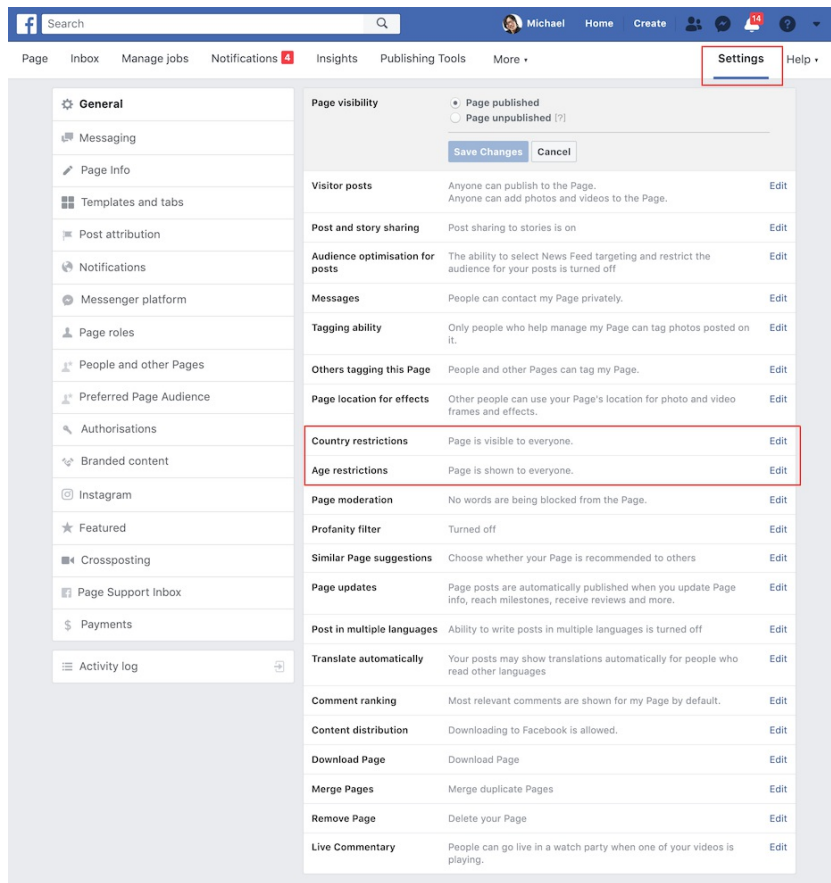 f Search Michael Home Create 14
Page Inbox Manage jobs Notifications 4 Insights Publishing Tools More Settings Help
General
Messaging
Page Info
Templates and tabs
Post attribution
Notifications
Messenger platform
Page roles
People and other Pages
Preferred Page Audience
Authorisations
Branded content
Instagram
Featured
Crossposting
Page Support Inbox
$ Payments
Activity log
Page visibility Page published
Page unpublished [?]
Save Changes Cancel
Visitor posts Anyone can publish to the Page. Edit
Anyone can add photos and videos to the Page.
Post and story sharing Post sharing to stories is on Edit
Audience optimisation for The ability to select News Feed targeting and restrict the Edit
posts audience for your posts is turned off
Messages People can contact my Page privately. Edit
Tagging ability Only people who help manage my Page can tag photos posted on Edit
it.
Others tagging this Page People and other Pages can tag my Page. Edit
Page location for effects Other people can use your Page's location for photo and video Edit
frames and effects.
Country restrictions Page is visible to everyone. Edit
Age restrictions Page is shown to everyone. Edit
Page moderation No words are being blocked from the Page. Edit
Profanity filter Turned off Edit
Similar Page suggestions Choose whether your Page is recommended to others Edit
Page updates Page posts are automatically published when you update Page Edit
info, reach milestones, receive reviews and more.
Post in multiple languages Ability to write posts in multiple languages is turned off Edit
Translate automatically Your posts may show translations automatically for people who Edit
read other languages
Comment ranking Most relevant comments are shown for my Page by default. Edit
Content distribution Downloading to Facebook is allowed. Edit
Download Page Download Page Edit
Merge Pages Merge duplicate Pages Edit
Remove Page Delete your Page Edit
Live Commentary People can go live in a watch party when one of your videos is Edit
playing.